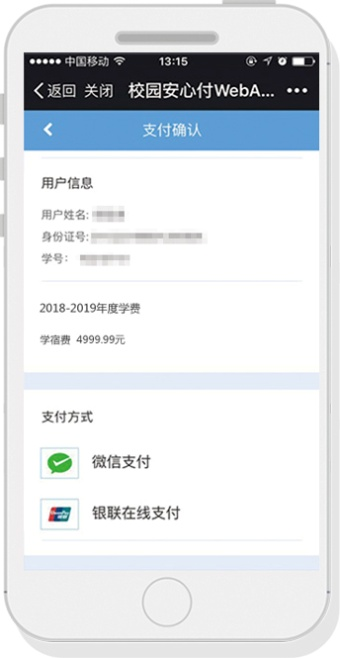 中国移动 13:15
返回 关闭 校园安心付WebA...
支付确认
用户信息
用户姓名:
身份证号:
学号:
2018-2019年度学费
学宿费 4999.99元
支付方式
微信支付
银联在线支付